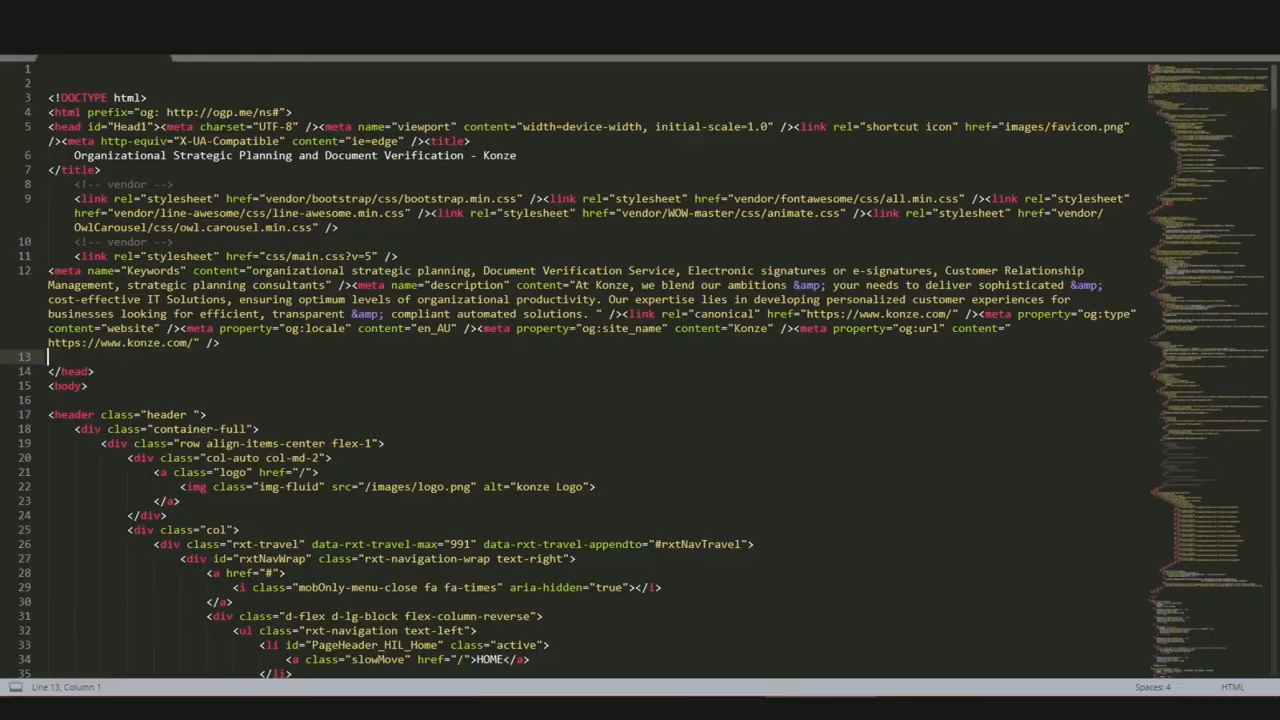 1
2
3 <!DOCTYPE html>
4 <html prefix="og: http://ogp.me/ns#">
5 <head id="Head1"><meta charset="UTF-8" /><meta name="viewport" content="width=device-width, initial-scale=1.0" /><link rel="shortcut icon" href="images/favicon.png"
/><meta http-equiv="X-UA-Compatible" content="ie=edge" /><title>
6 Organizational Strategic Planning and Document Verification - Konze
7 </title>
8 <!-- vendor -->
9 <link rel="stylesheet" href="vendor/bootstrap/css/bootstrap.min.css" /><link rel="stylesheet" href="vendor/fontawesome/css/all.min.css" /><link rel="stylesheet"
href="vendor/line-awesome/css/line-awesome.min.css" /><link rel="stylesheet" href="vendor/WOW-master/css/animate.css" /><link rel="stylesheet" href="vendor/
OwlCarousel/css/owl.carousel.min.css" />
10 <!-- vendor -->
11 <link rel="stylesheet" href="css/main.css?v=5" />
12 <meta name="Keywords" content="organizational strategic planning, Document Verification Service, Electronic signatures or e-signatures, Customer Relationship
Management, strategic planning consultants" /><meta name="description" content="At Konze, we blend our ambitions &amp; your needs to deliver sophisticated &amp;
cost-effective IT Solutions, ensuring optimum levels of organizational productivity. Our expertise lies in developing personalized customer experiences for
businesses looking for efficient, transparent &amp; compliant automated solutions. " /><link rel="canonical" href="https://www.konze.com/" /><meta property="og:type"
content="website" /><meta property="og:locale" content="en_AU" /><meta property="og:site_name" content="Konze" /><meta property="og:url" content="
https://www.konze.com/" />
13
14 </head>
15 <body>
16
17 <header class="header ">
18 <div class="container-full">
19 <div class="row align-items-center flex-1">
20 <div class="col-auto col-md-2">
21 <a class="logo" href="/">
22 <img class="img-fluid" src="/images/logo.png" alt="konze Logo">
23 </a>
24 </div>
25 <div class="col">
26 <div class="rxt-travel" data-rxt-travel-max="991" data-rxt-travel-appendto="#rxtNavTravel">
27 <div id="rxtNavWrap" class="rxt-navigation-wrap text-right">
28 <a href="#">
29 <i class="mobOnly-menu-close fa fa-times" aria-hidden="true"></i>
30 </a>
31 <div class="d-flex d-lg-block flex-column-reverse">
32 <ul class="rxt-navigation text-left">
33 <li id="PageHeader_HIL_Home" class="active">
34 <a class="slowMove" href="/">HOME</a>
35 </li>
Line 13, Column 1
Spaces: 4
HTML